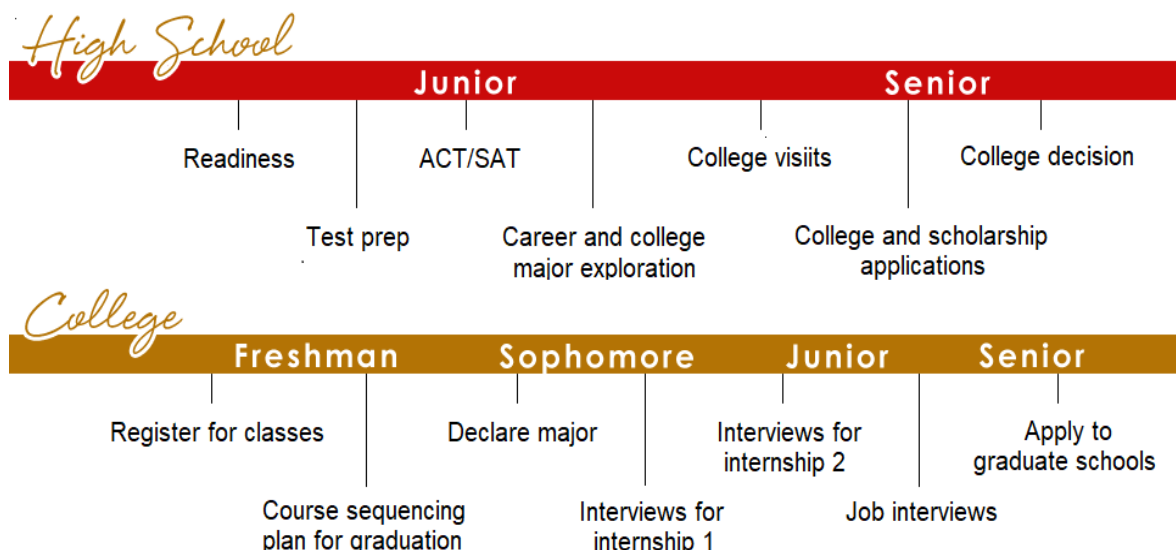 High School
Junior
Senior
Readiness
ACT/SAT
College visiits
College decision
Test prep
Career and college
major exploration
College and scholarship
applications
College
Freshman
Sophomore
Junior
Senior
Register for classes
Declare major
Interviews for
internship 2
Apply to
graduate schools
Course sequencing
plan for graduation
Interviews for
internship 1
Job interviews